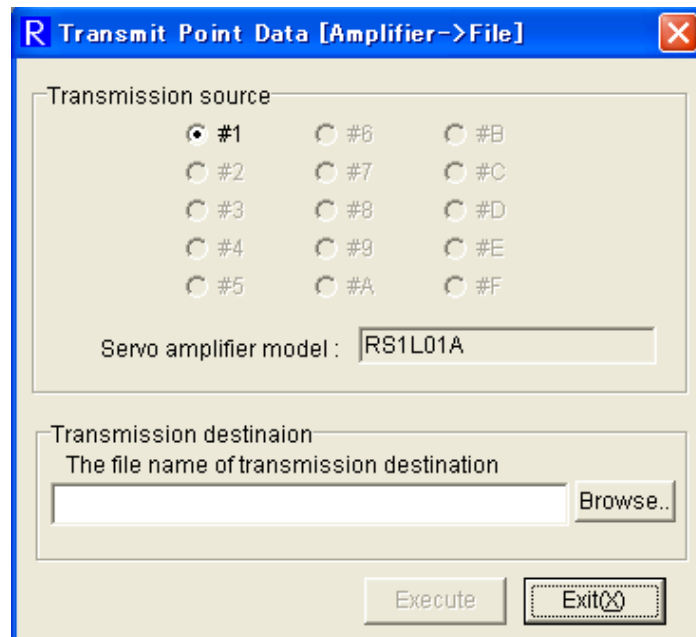 R Transmit Point Data [Amplifier->File]
Transmission source
#1 #6 #B
#2 #7 #C
#3 #8 #D
#4 #9 #E
#5 #A #F
Servo amplifier model : RS1L01A
Transmission destinaion
The file name of transmission destination
Browse..
Execute Exit(X)